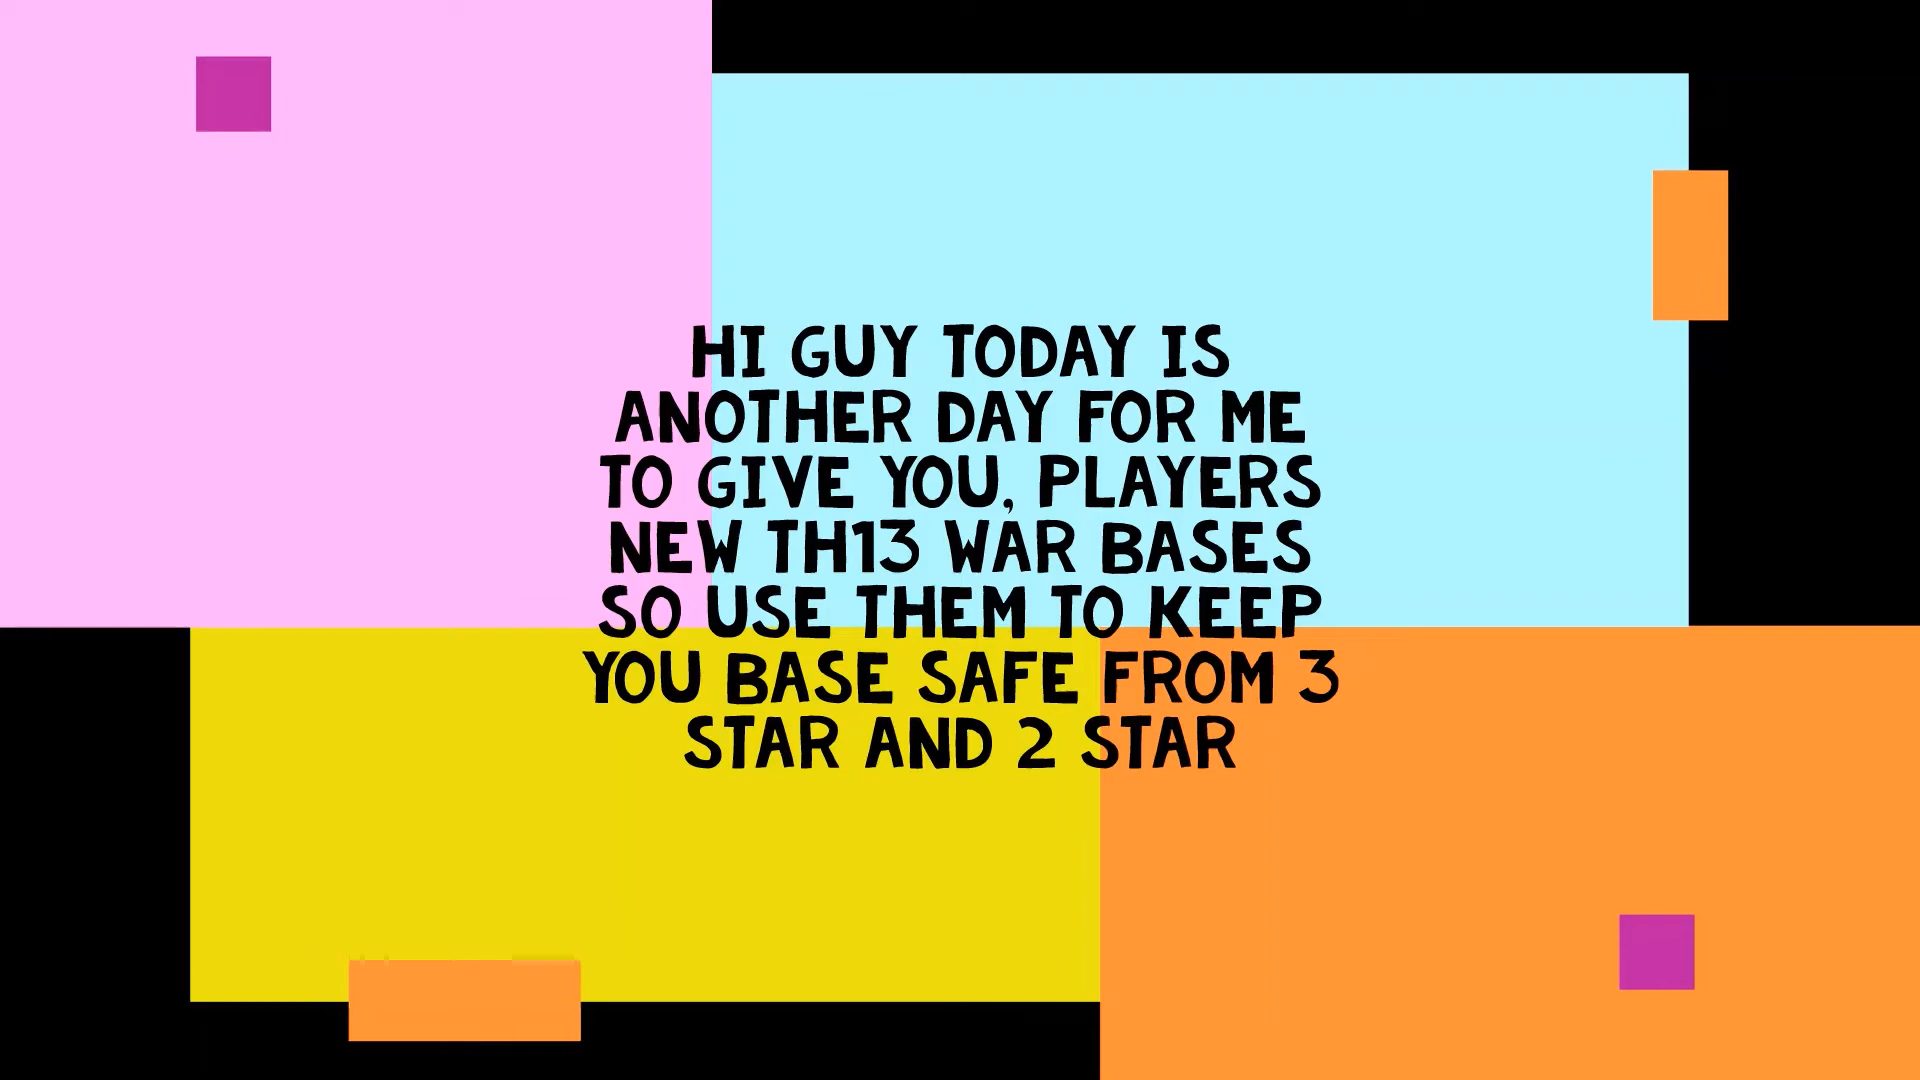 HI GUY TODAY IS
ANOTHER DAY FOR ME
TO GIVE YOU, PLAYERS
NEW TH13 WAR BASES
SO USE THEM TO KEEP
YOU BASE SAFE FROM 3
STAR AND 2 STAR